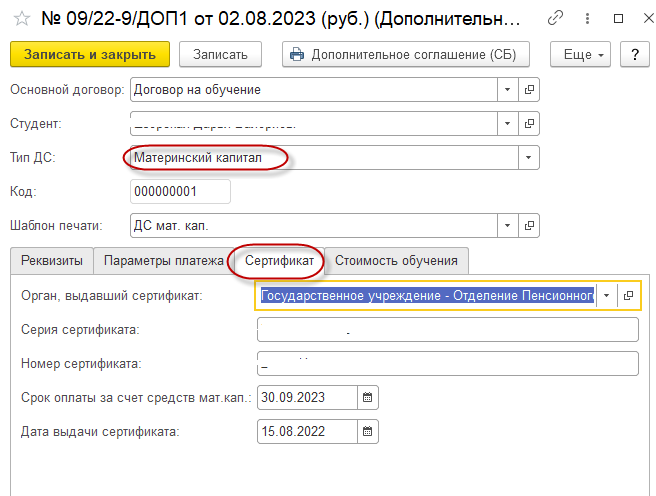 № 09/22-9/ДОП1 от 02.08.2023 (руб.) (Дополнительн...
Записать и закрыть Записать Дополнительное соглашение (СБ) Еще ?
Основной договор: Договор на обучение
Студент:
Тип ДС: Материнский капитал
Код: 000000001
Шаблон печати: ДС мат. кап.
Реквизиты Параметры платежа Сертификат Стоимость обучения
Орган, выдавший сертификат: Государственное учреждение - Отделение Пенсионног
Серия сертификата:
Номер сертификата:
Срок оплаты за счет средств мат.кап.: 30.09.2023
Дата выдачи сертификата: 15.08.2022